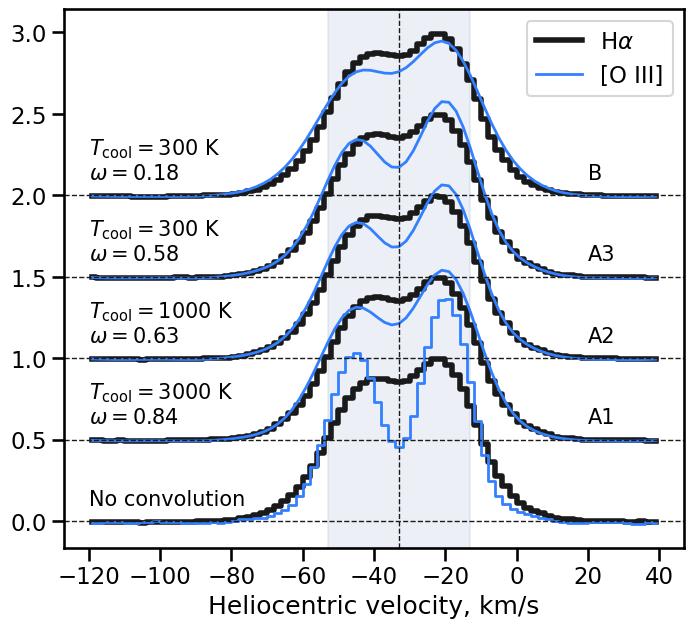 3.0
2.5
2.0
1.5
1.0
0.5
0.0
Hα
[O III]
T_cool = 300 K
ω = 0.18
B
T_cool = 300 K
ω = 0.58
A3
T_cool = 1000 K
ω = 0.63
A2
T_cool = 3000 K
ω = 0.84
A1
No convolution
−120 −100 −80 −60 −40 −20 0 20 40
Heliocentric velocity, km/s